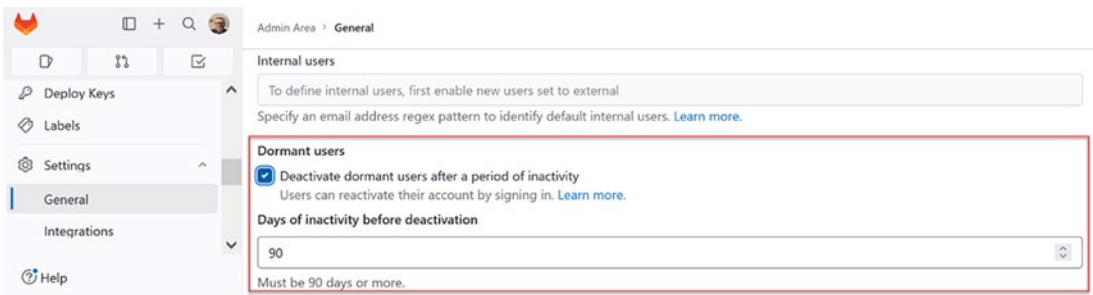 Admin Area > General
Deploy Keys
Labels
Settings
General
Integrations
Help
Internal users
To define internal users, first enable new users set to external
Specify an email address regex pattern to identify default internal users. Learn more.
Dormant users
Deactivate dormant users after a period of inactivity
Users can reactivate their account by signing in. Learn more.
Days of inactivity before deactivation
90
Must be 90 days or more.